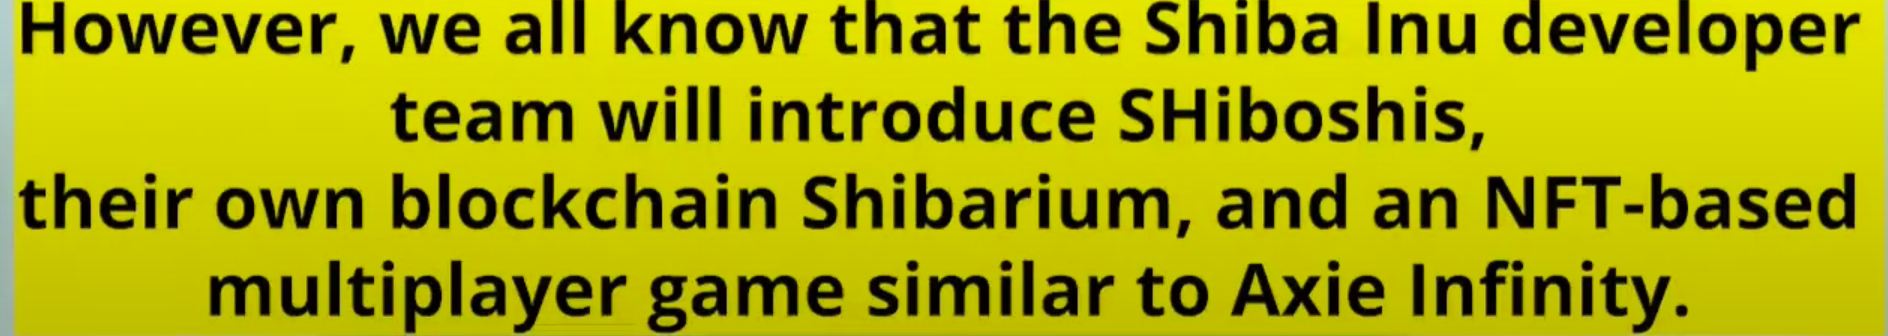 However, we all know that the Shiba Inu developer
team will introduce SHiboshis,
their own blockchain Shibarium, and an NFT-based
multiplayer game similar to Axie Infinity.